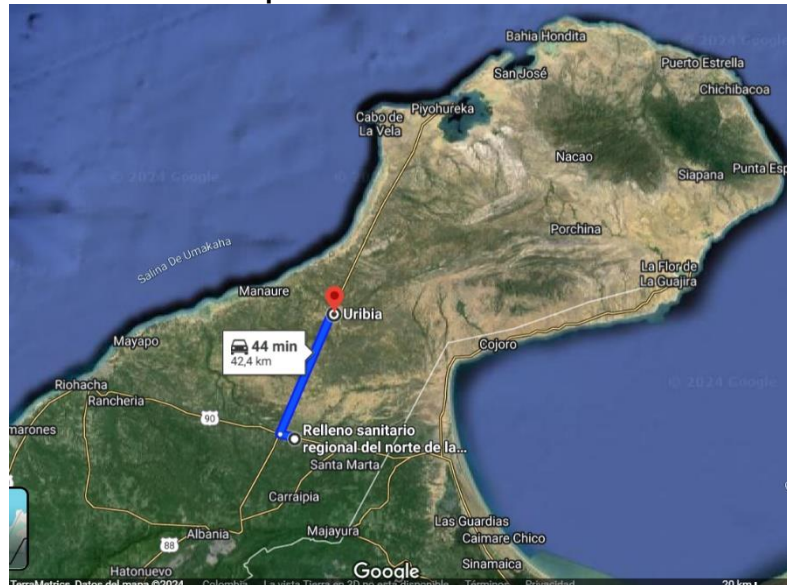 Bahia Hondita
© 2024 Google
Puerto Estrella
San José
Chichibacoa
Piyohureka
Cabo de
La Vela
Nacao
Siapana
Punta Esp
© 2024 Google
Porchina
Salina De Umakaha
La Flor de
La Guajira
Manaure
Uribia
44 min
42,4 km
Mayapo
Cojoro
Riohacha
© 2024 Google
Rancheria
90
marones
Relleno sanitario
regional del norte de la...
Santa Marta
Carraipia
Las Guardias
Albania
Majayura
Caimare Chico
88
Hatonuevo
Google
Sinamaica
TerraMetrics, Datos del mapa ©2024 Colombia La vista Tierra en 3D no está disponible Términos Privacidad 20 km